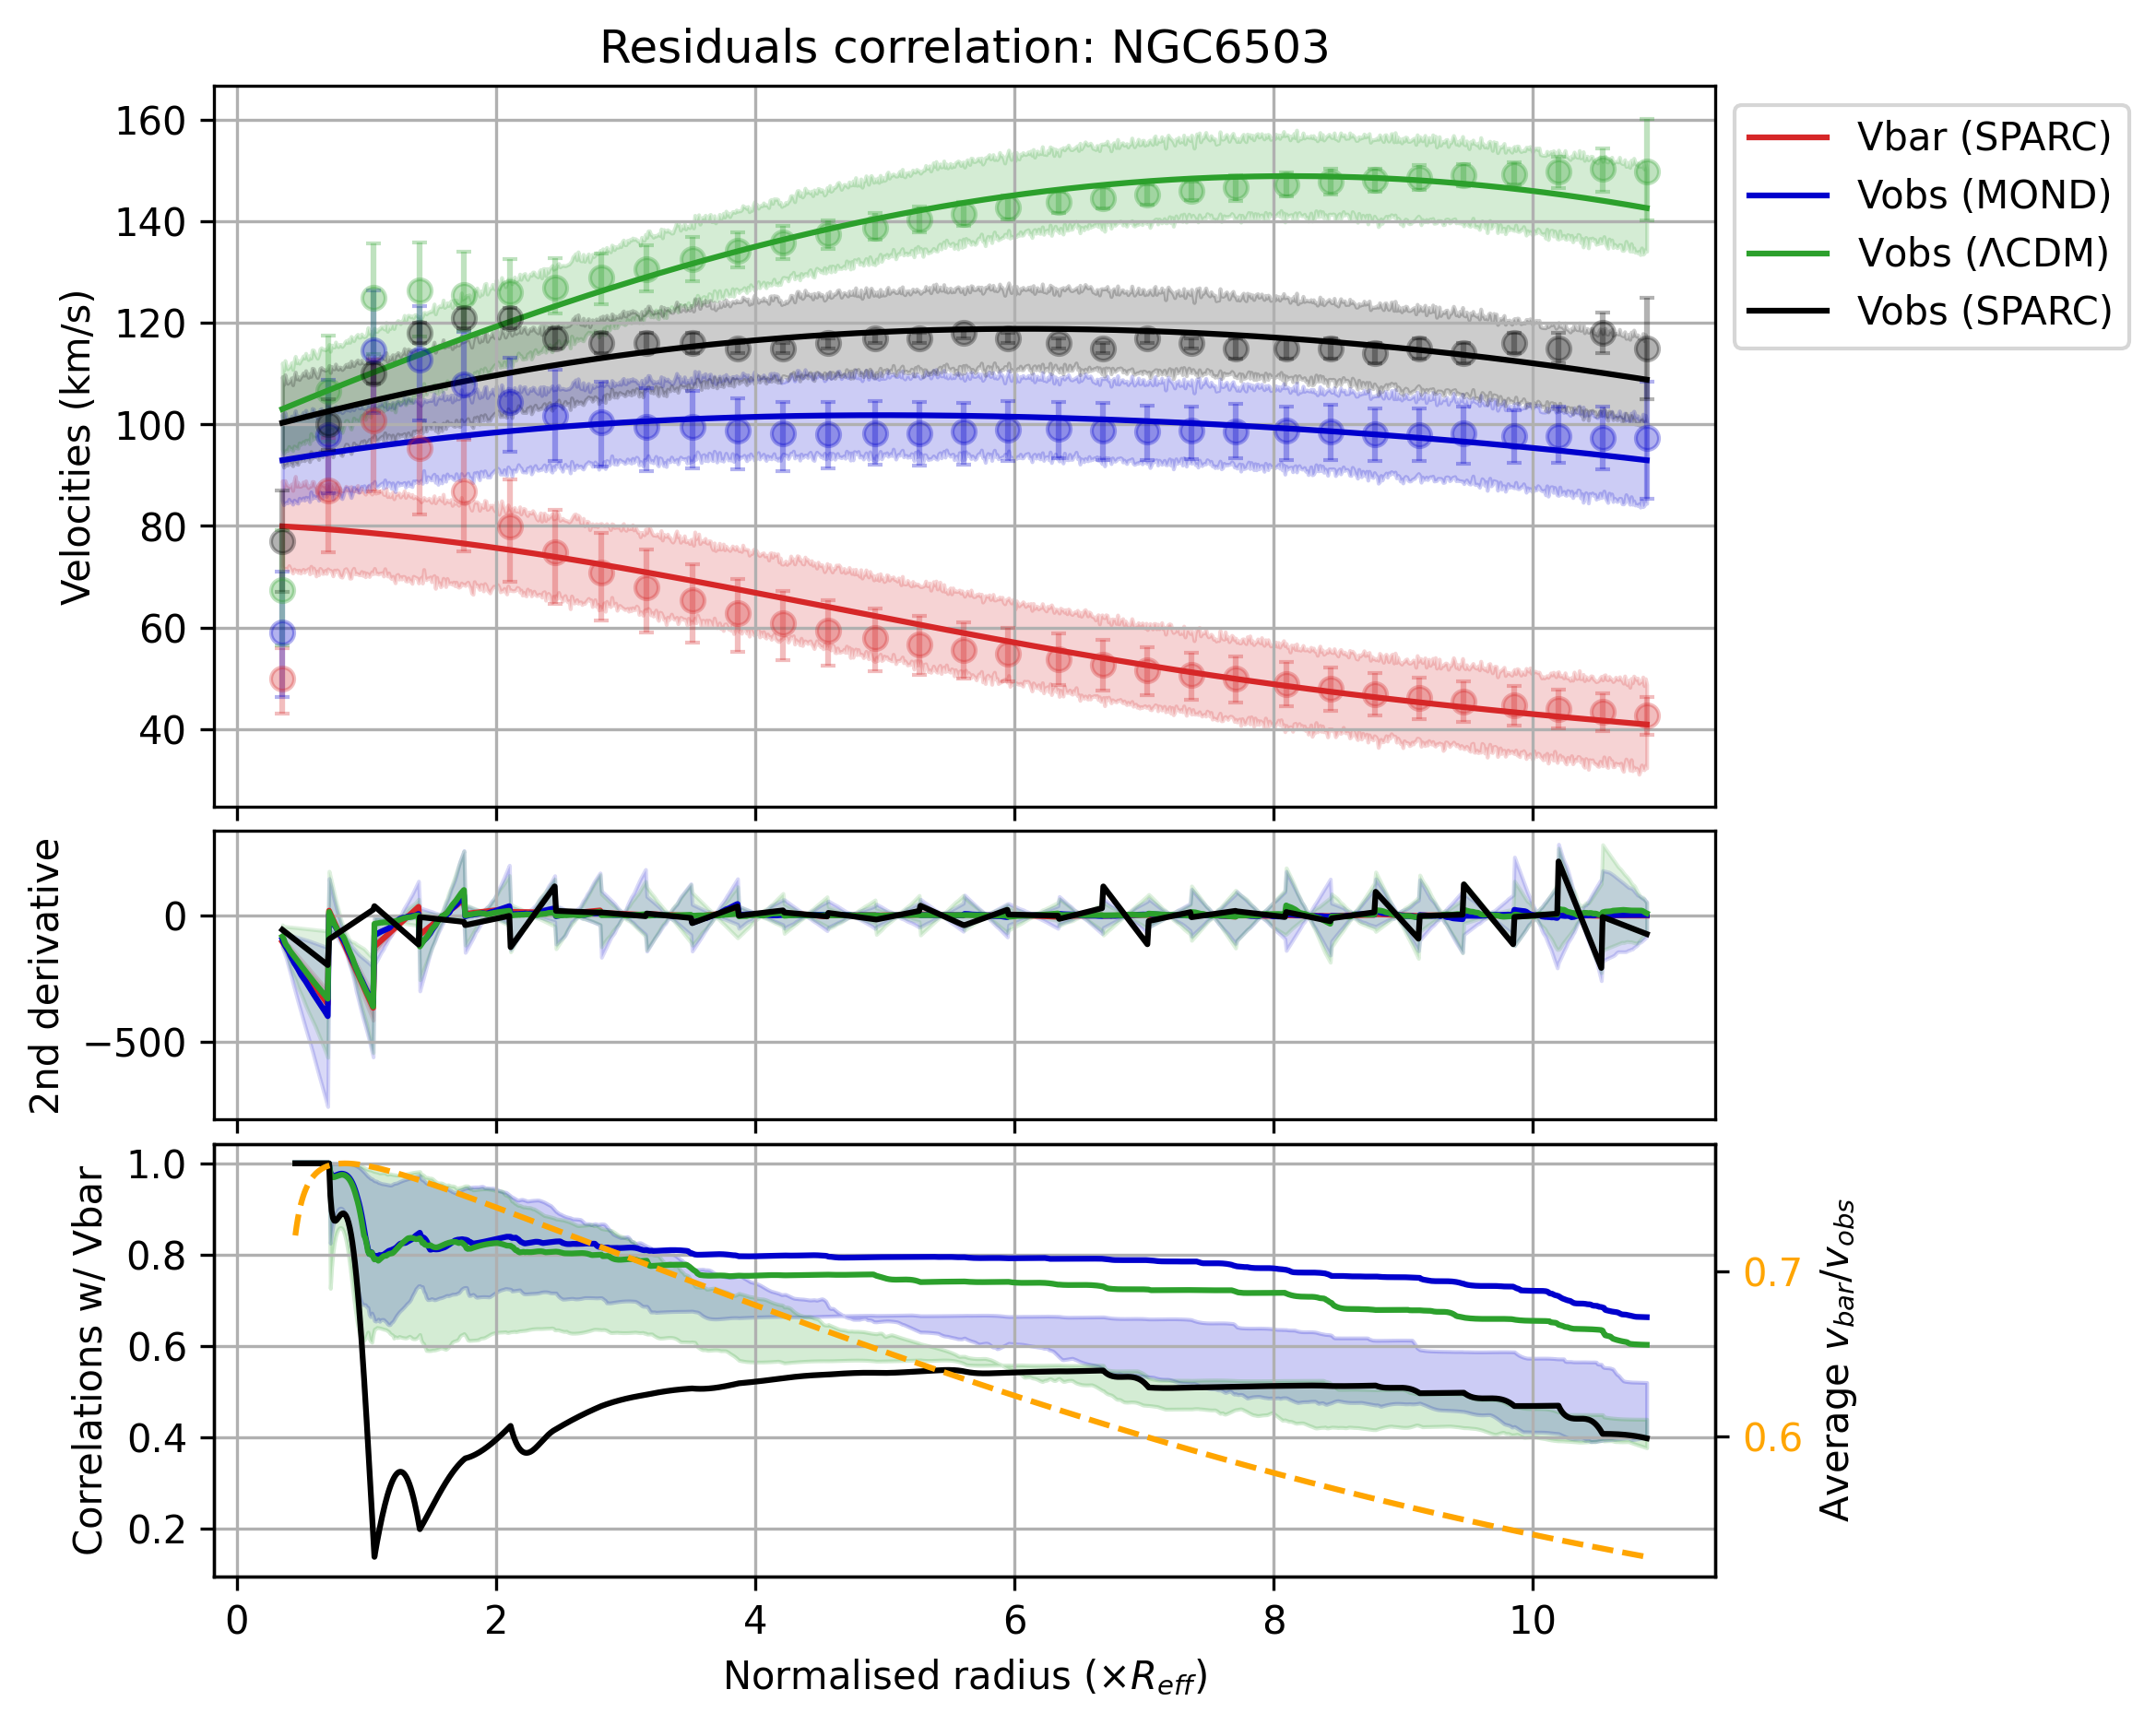 Residuals correlation: NGC6503
160
140
120
100
80
60
40
Velocities (km/s)
Vbar (SPARC)
Vobs (MOND)
Vobs (ΛCDM)
Vobs (SPARC)
0
−500
2nd derivative
1.0
0.8
0.6
0.4
0.2
Correlations w/ Vbar
0.7
0.6
Average v_bar/v_obs
0 2 4 6 8 10
Normalised radius (×R_eff)